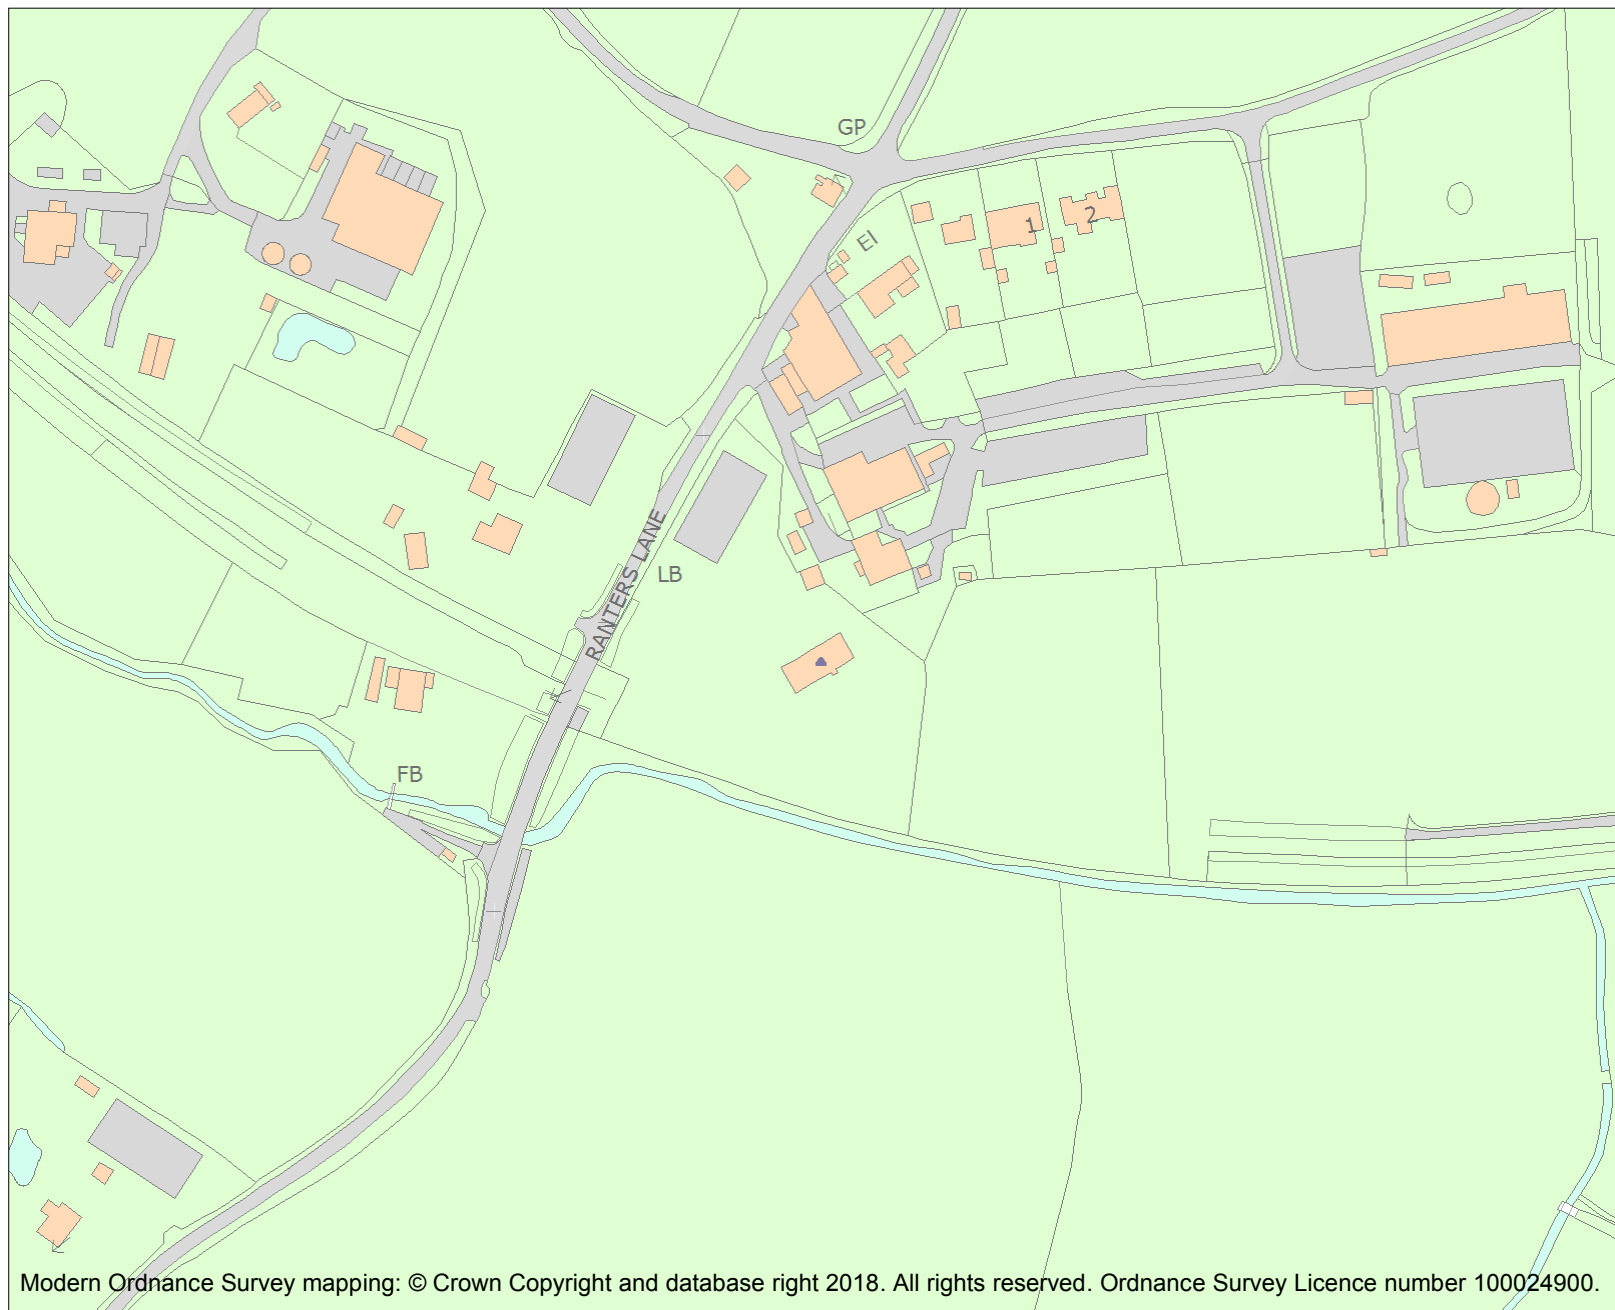 GP
El
1
2
RANTERS LANE
LB
FB
Modern Ordnance Survey mapping: © Crown Copyright and database right 2018. All rights reserved. Ordnance Survey Licence number 100024900.